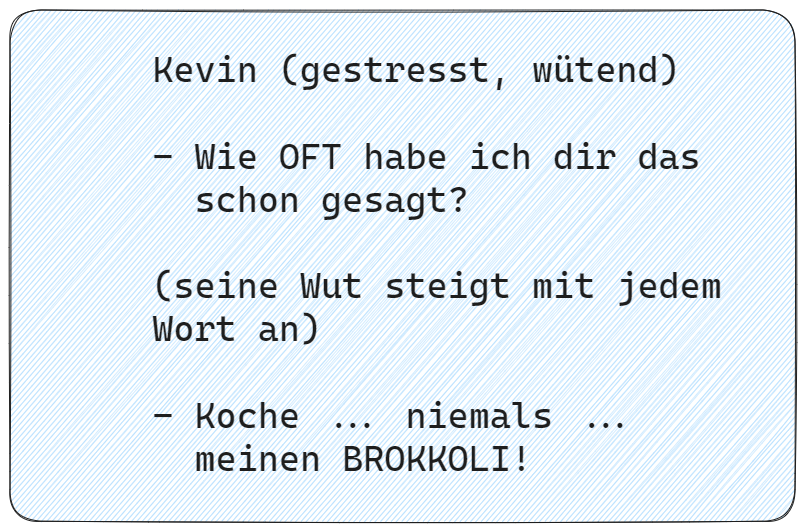 Kevin (gestresst, wütend)
– Wie OFT habe ich dir das
schon gesagt?
(seine Wut steigt mit jedem
Wort an)
– Koche ... niemals ...
meinen BROKKOLI!